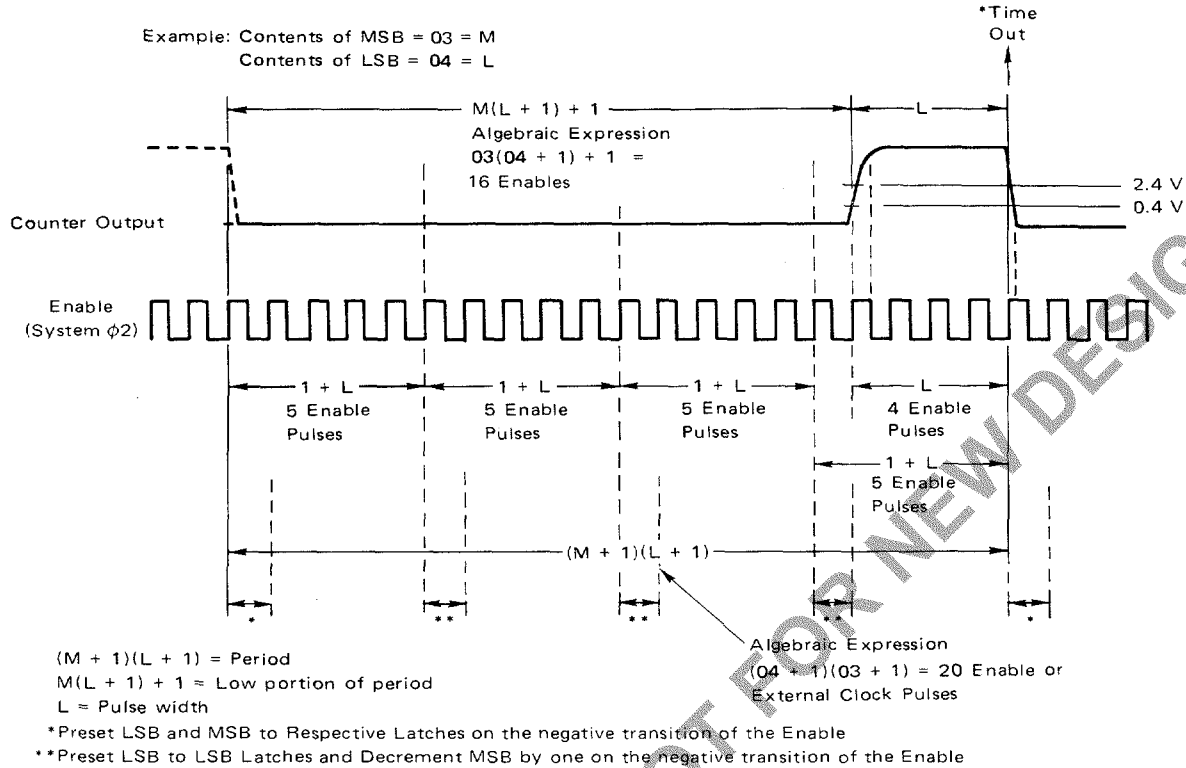 Example: Contents of MSB = 03 = M
Contents of LSB = 04 = L
*Time
Out
M(L + 1) + 1
L
Algebraic Expression
03(04 + 1) + 1 =
16 Enables
2.4 V
0.4 V
Counter Output
Enable
(System ϕ2)
1 + L
5 Enable
Pulses
1 + L
5 Enable
Pulses
1 + L
5 Enable
Pulses
L
4 Enable
Pulses
1 + L
5 Enable
Pulses
(M + 1)(L + 1)
*
**
**
**
*
Algebraic Expression
(04 + 1)(03 + 1) = 20 Enable or
External Clock Pulses
(M + 1)(L + 1) = Period
M(L + 1) + 1 = Low portion of period
L = Pulse width
*Preset LSB and MSB to Respective Latches on the negative transition of the Enable
**Preset LSB to LSB Latches and Decrement MSB by one on the negative transition of the Enable
FOR NEW